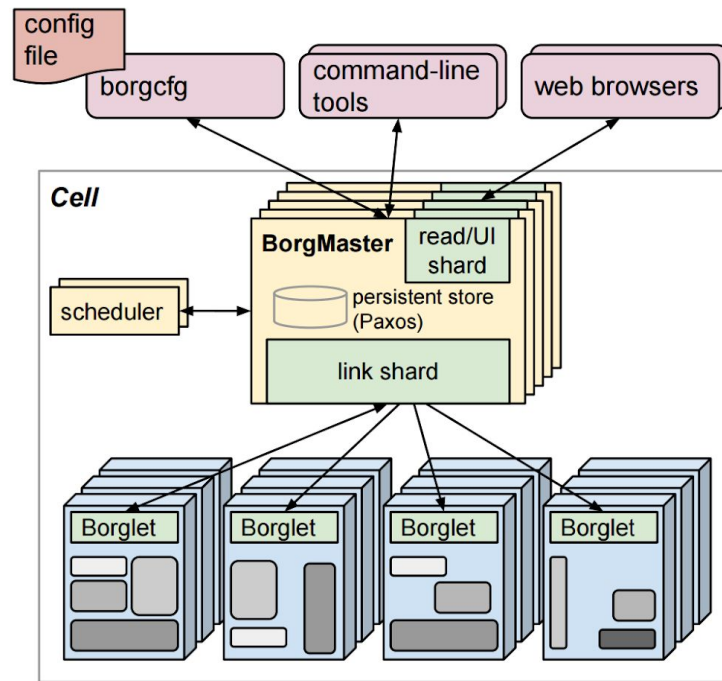 config
file
borgcfg
command-line
tools
web browsers
Cell
BorgMaster
read/UI
shard
persistent store
(Paxos)
scheduler
link shard
Borglet
Borglet
Borglet
Borglet